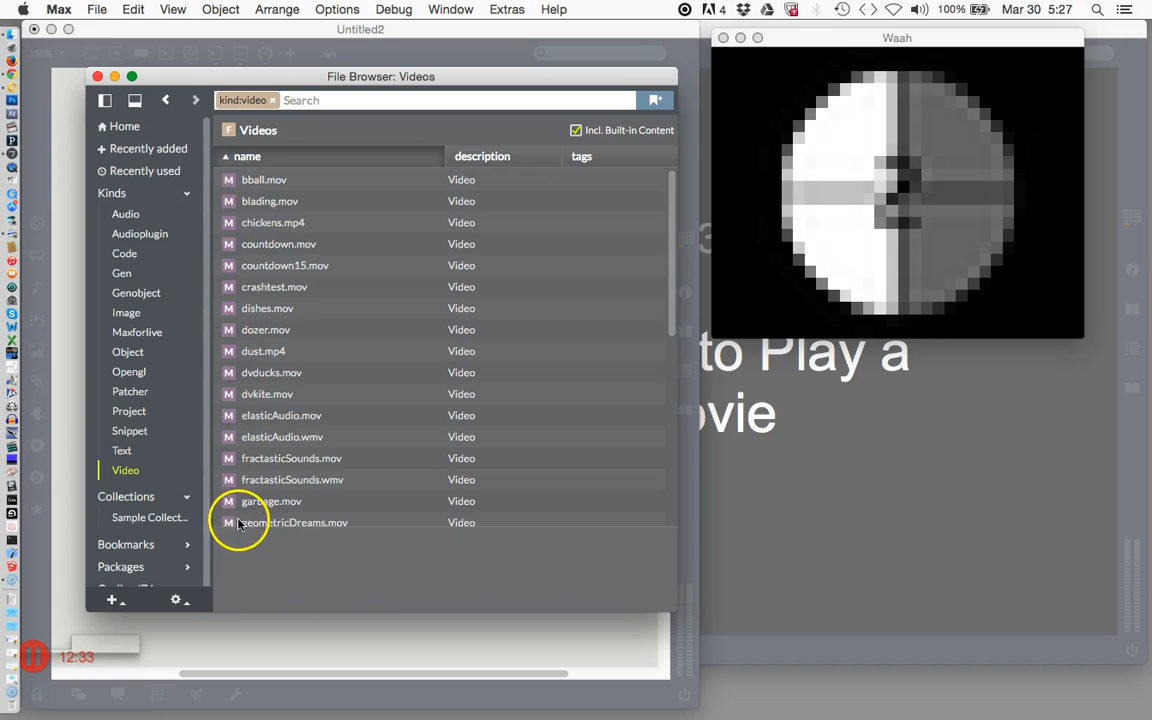 Max File Edit View Object Arrange Options Debug Window Extras Help
4 100% Mar 30 5:27
Untitled2
Waah
File Browser: Videos
kind:video × Search
F Videos
Incl. Built-in Content
Home
Recently added
Recently used
Kinds
Audio
Audioplugin
Code
Gen
Genobject
Image
Maxforlive
Object
Opengl
Patcher
Project
Snippet
Text
Video
Collections
Sample Collect...
Bookmarks
Packages
name description tags
M bball.mov Video
M blading.mov Video
M chickens.mp4 Video
M countdown.mov Video
M countdown15.mov Video
M crashtest.mov Video
M dishes.mov Video
M dozer.mov Video
M dust.mp4 Video
M dvducks.mov Video
M dvkite.mov Video
M elasticAudio.mov Video
M elasticAudio.wmv Video
M fractasticSounds.mov Video
M fractasticSounds.wmv Video
M garbage.mov Video
M geometricDreams.mov Video
to Play a
ovie
12:33